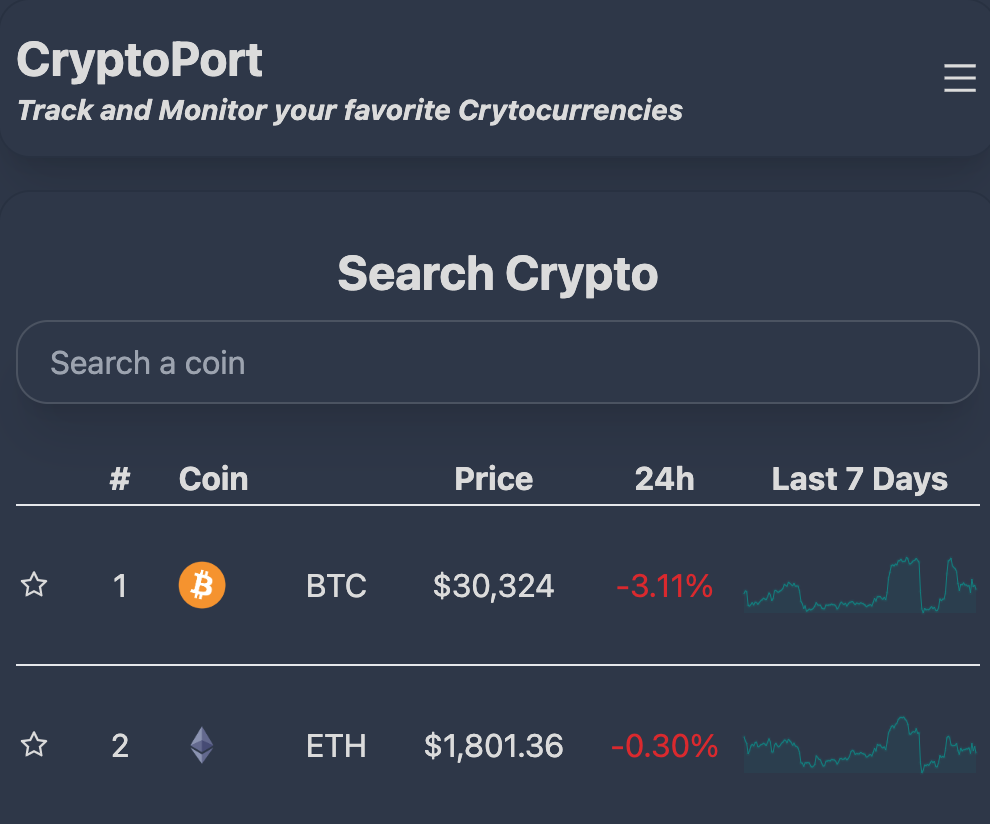 CryptoPort
Track and Monitor your favorite Crytocurrencies
Search Crypto
Search a coin
# Coin Price 24h Last 7 Days
1 BTC $30,324 -3.11%
2 ETH $1,801.36 -0.30%